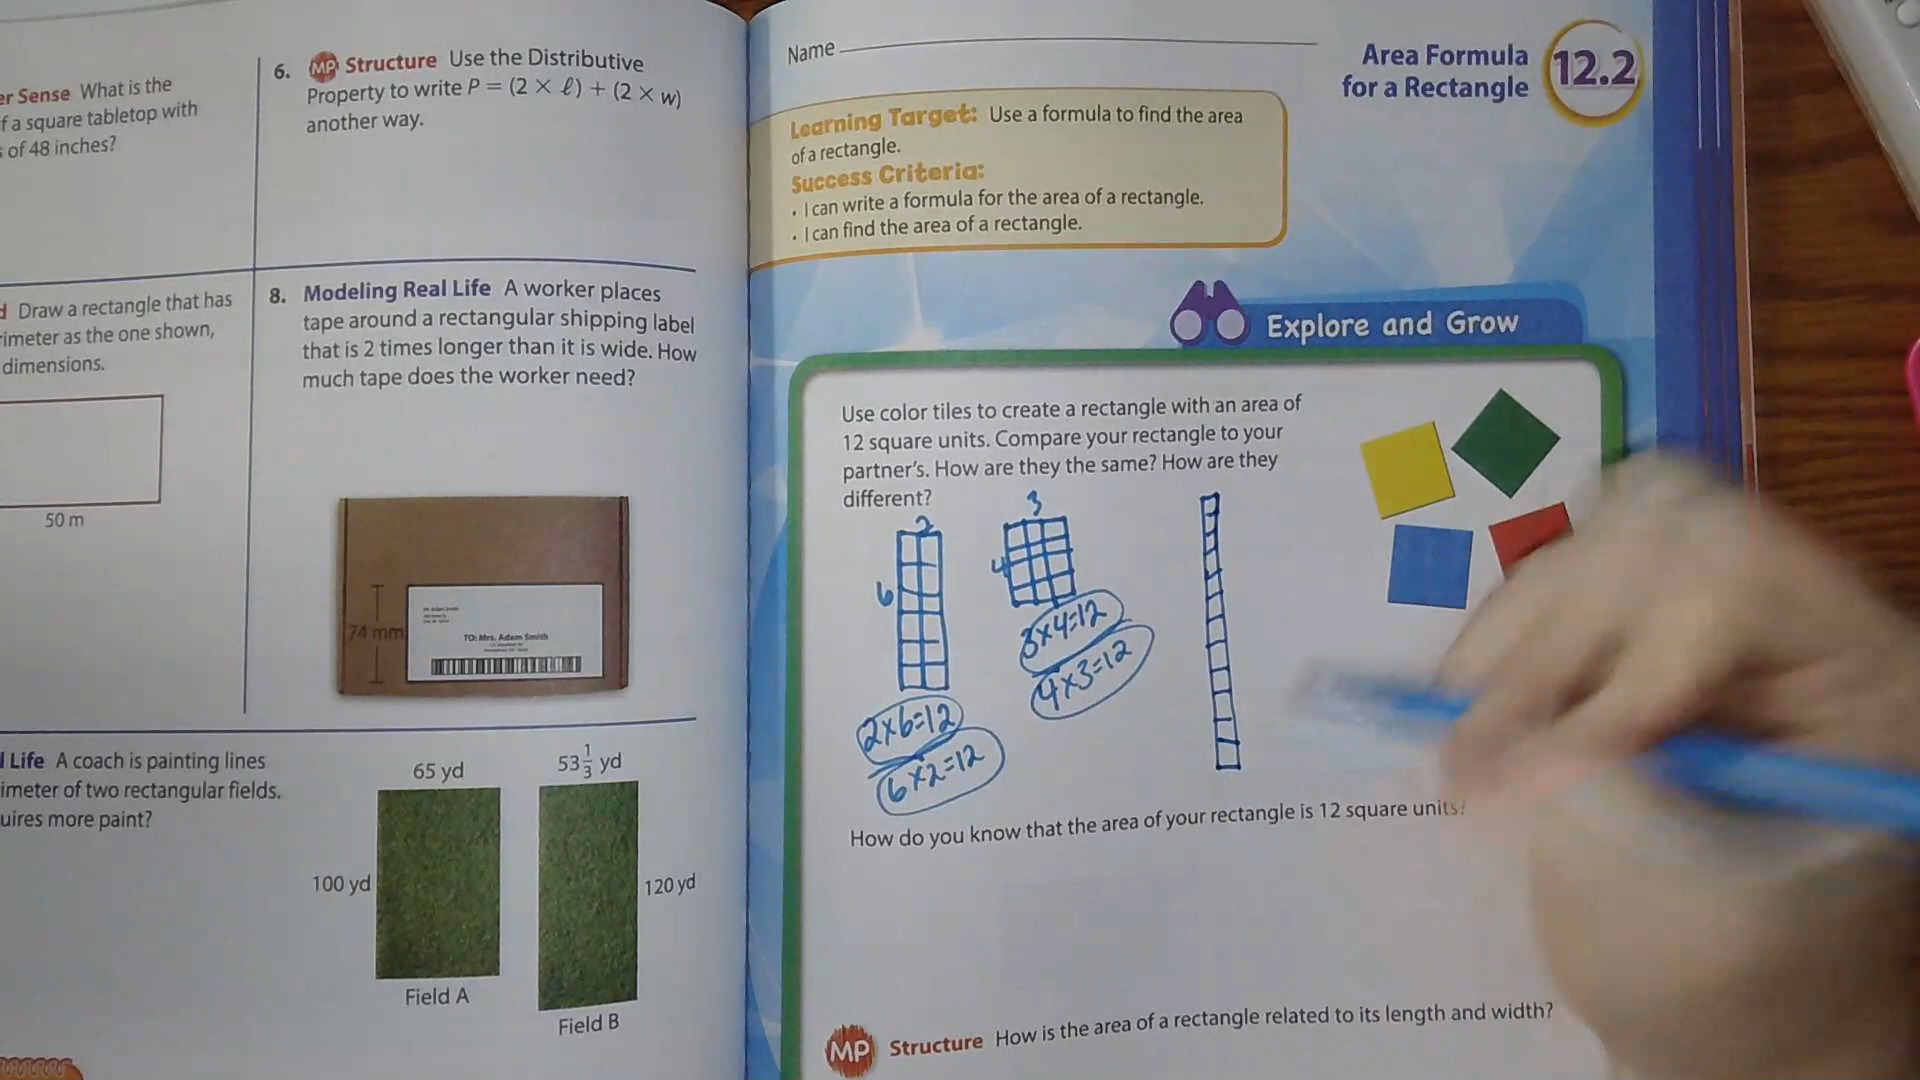 er Sense What is the
f a square tabletop with
of 48 inches?
6. MP Structure Use the Distributive
Property to write P = (2 × ℓ) + (2 × w)
another way.
Draw a rectangle that has
rimeter as the one shown,
dimensions.
50 m
8. Modeling Real Life A worker places
tape around a rectangular shipping label
that is 2 times longer than it is wide. How
much tape does the worker need?
74 mm
TO: Mrs. Adam Smith
l Life A coach is painting lines
imeter of two rectangular fields.
uires more paint?
65 yd
53 1/3 yd
100 yd
120 yd
Field A
Field B
Name
Area Formula
for a Rectangle
12.2
Learning Target: Use a formula to find the area
of a rectangle.
Success Criteria:
• I can write a formula for the area of a rectangle.
• I can find the area of a rectangle.
Explore and Grow
Use color tiles to create a rectangle with an area of
12 square units. Compare your rectangle to your
partner's. How are they the same? How are they
different?
2
6
3
4
2x6=12
6x2=12
3x4=12
4x3=12
How do you know that the area of your rectangle is 12 square units?
MP Structure How is the area of a rectangle related to its length and width?